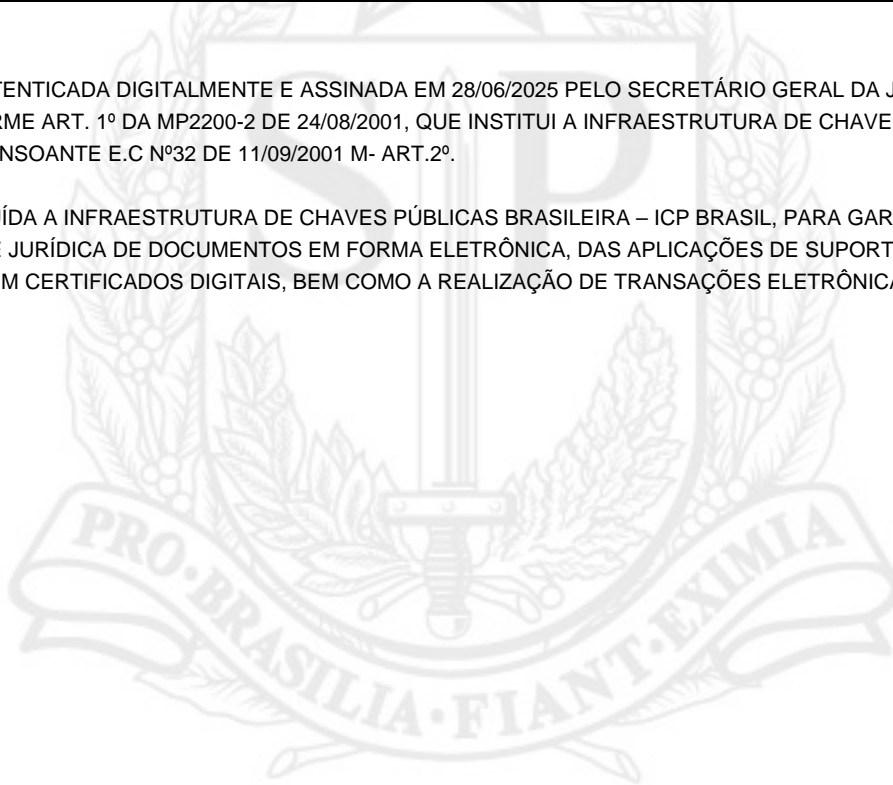 TENTICADA DIGITALMENTE E ASSINADA EM 28/06/2025 PELO SECRETÁRIO GERAL DA J
RME ART. 1º DA MP2200-2 DE 24/08/2001, QUE INSTITUI A INFRAESTRUTURA DE CHAVE
NSOANTE E.C Nº32 DE 11/09/2001 M- ART.2º.
ÍDA A INFRAESTRUTURA DE CHAVES PÚBLICAS BRASILEIRA – ICP BRASIL, PARA GAR
E JURÍDICA DE DOCUMENTOS EM FORMA ELETRÔNICA, DAS APLICAÇÕES DE SUPORT
M CERTIFICADOS DIGITAIS, BEM COMO A REALIZAÇÃO DE TRANSAÇÕES ELETRÔNICA
SP
PRO·BRASILIA·FIANT·EXIMIA